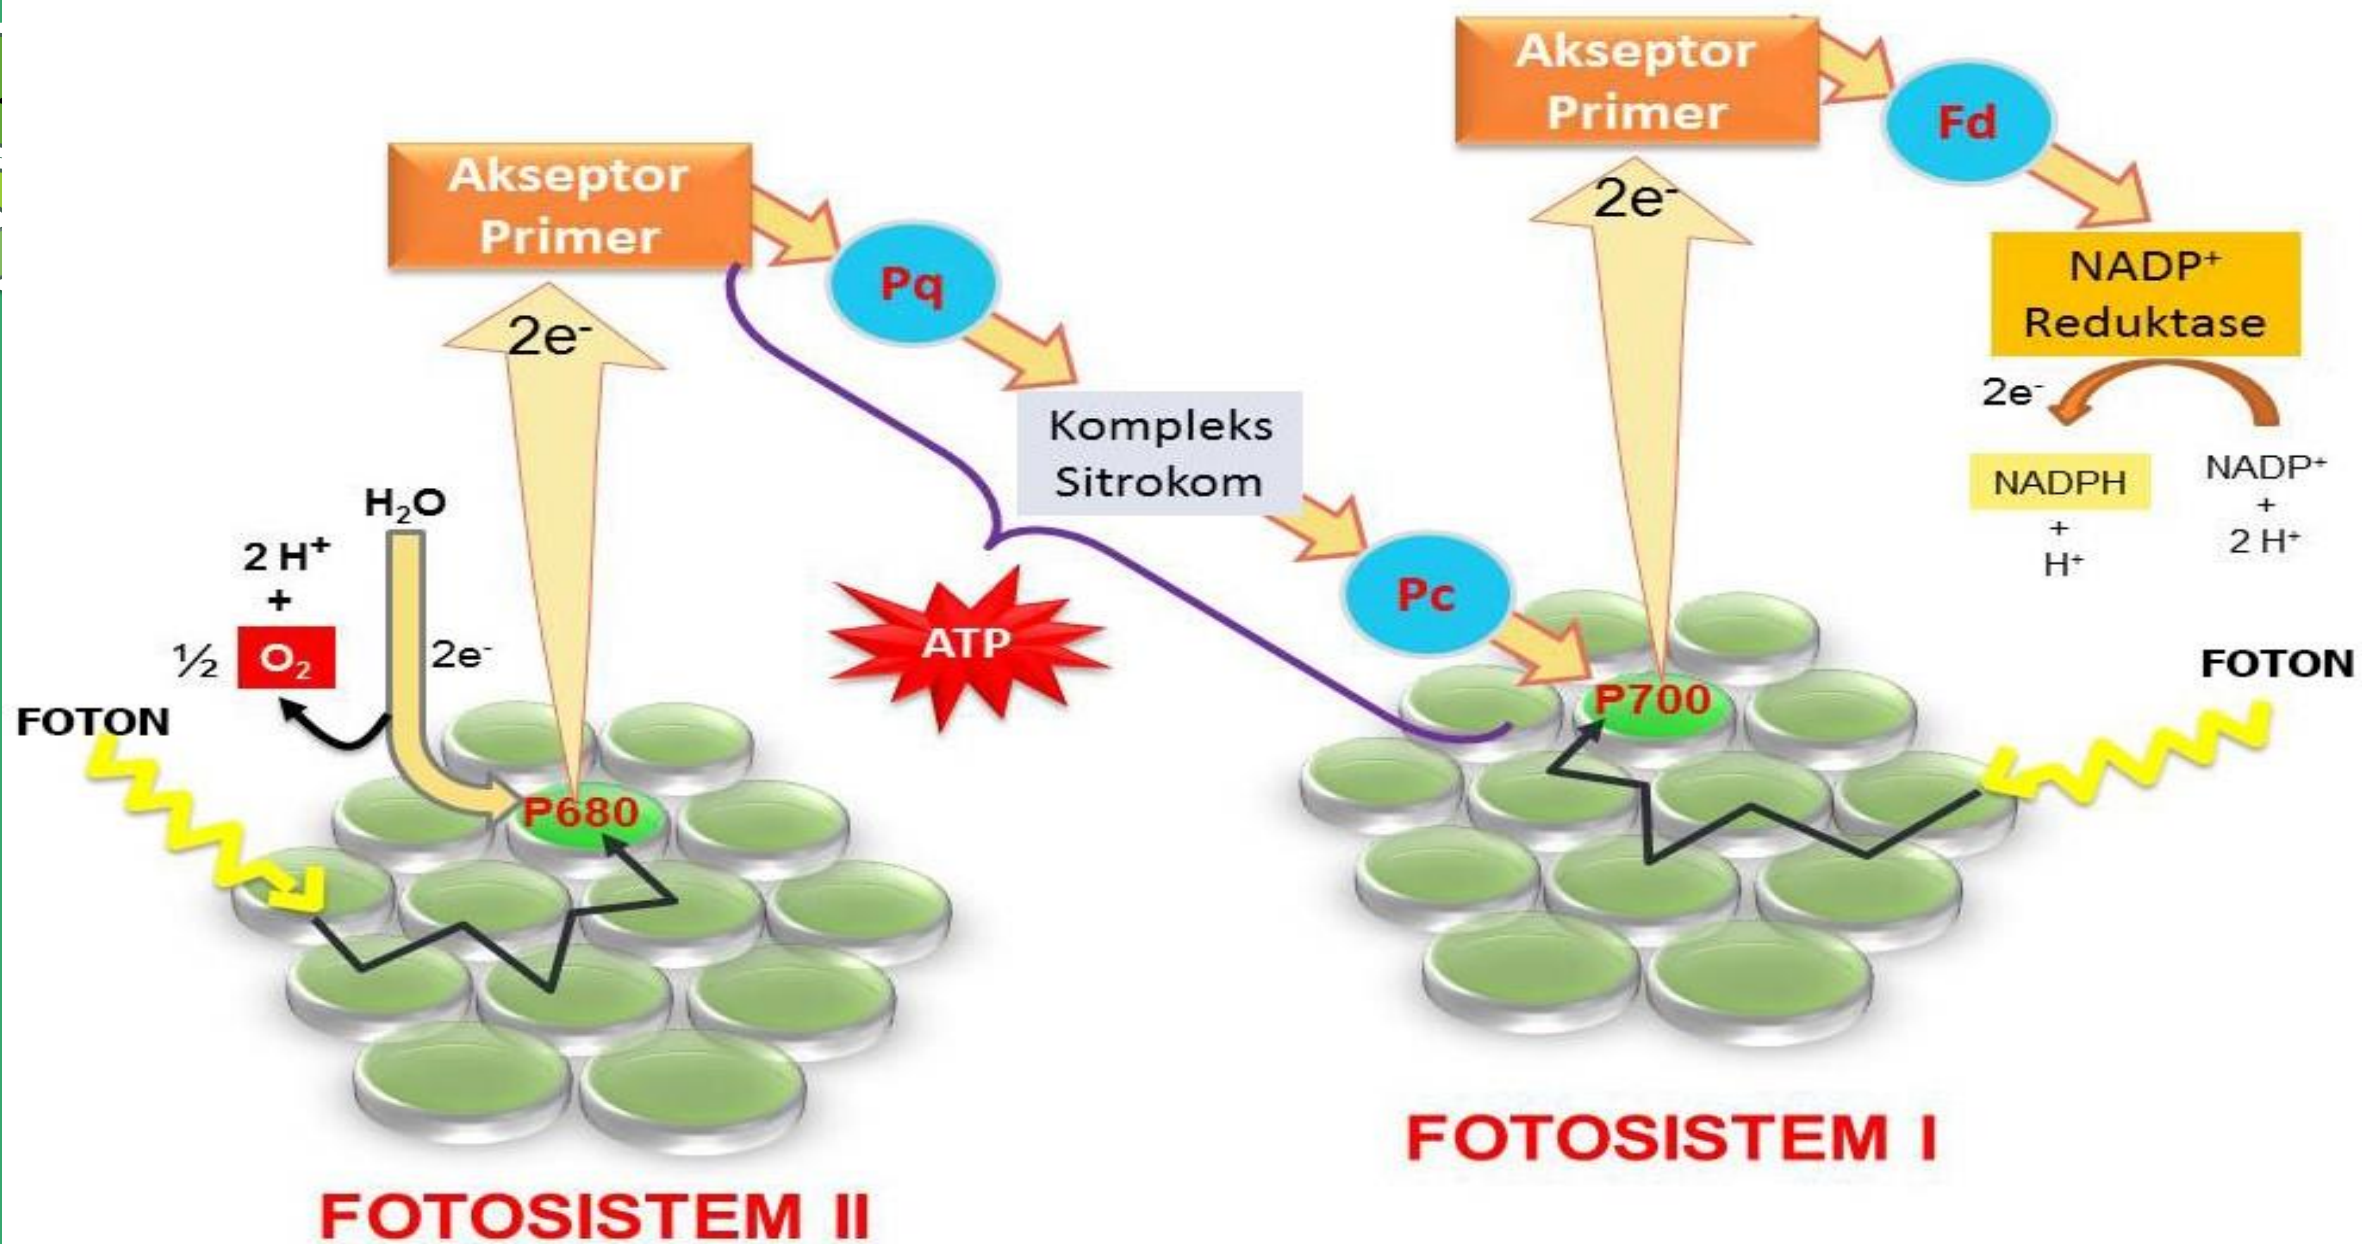 Akseptor
Primer
2e⁻
Pq
Kompleks
Sitrokom
Pc
ATP
H₂O
2 H⁺
+
½ O₂
2e⁻
FOTON
P680
FOTOSISTEM II
Akseptor
Primer
2e⁻
Fd
NADP⁺
Reduktase
2e⁻
NADPH
+
H⁺
NADP⁺
+
2 H⁺
FOTON
P700
FOTOSISTEM I